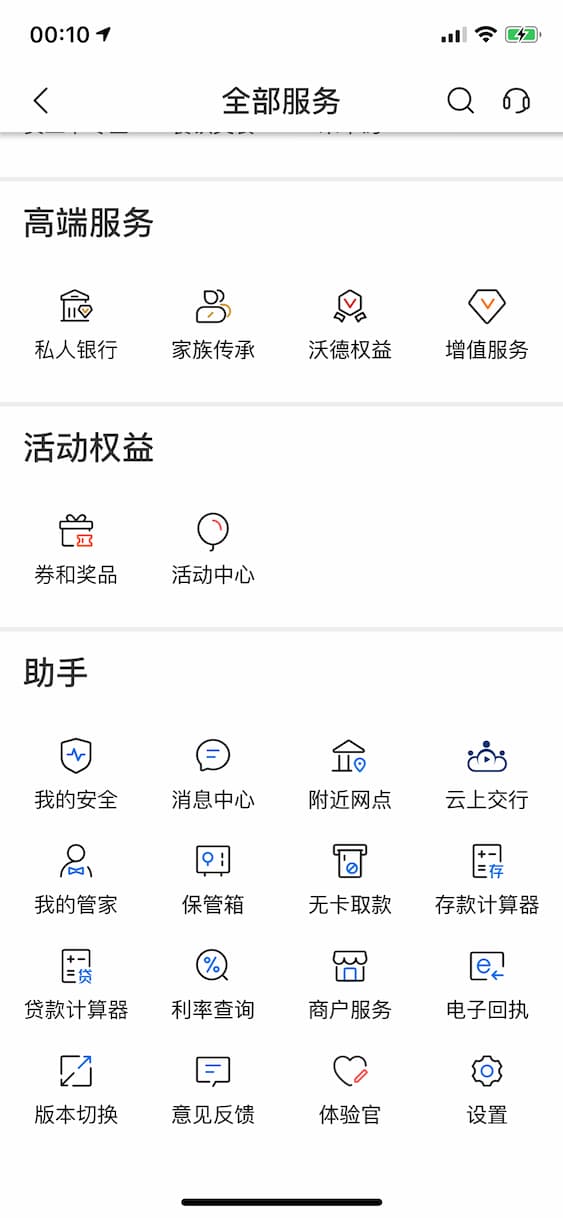 00:10
全部服务
高端服务
私人银行 家族传承 沃德权益 增值服务
活动权益
券和奖品 活动中心
助手
我的安全 消息中心 附近网点 云上交行
我的管家 保管箱 无卡取款 存款计算器
贷款计算器 利率查询 商户服务 电子回执
版本切换 意见反馈 体验官 设置